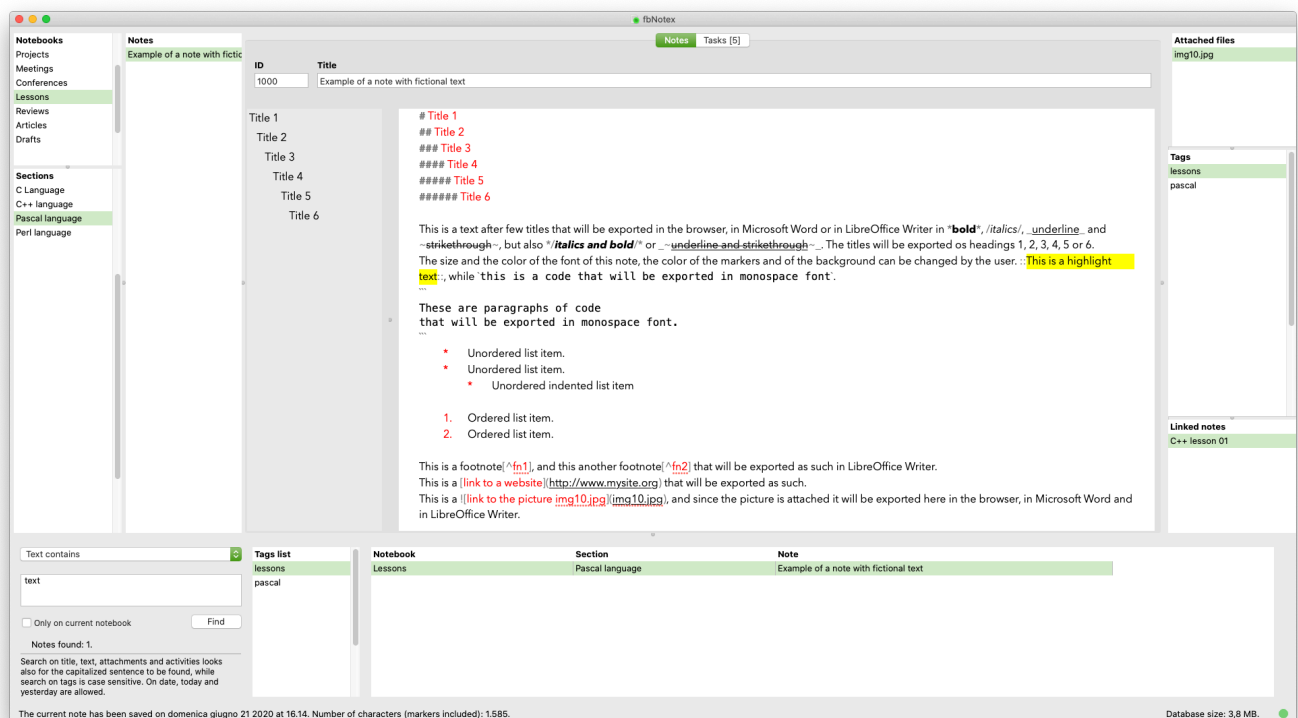 fbNotex
Notebooks
Projects
Meetings
Conferences
Lessons
Reviews
Articles
Drafts
Sections
C Language
C++ language
Pascal language
Perl language
Notes
Example of a note with fictio
Notes Tasks [5]
ID Title
1000 Example of a note with fictional text
Title 1
Title 2
Title 3
Title 4
Title 5
Title 6
# Title 1
## Title 2
### Title 3
#### Title 4
##### Title 5
###### Title 6
This is a text after few titles that will be exported in the browser, in Microsoft Word or in LibreOffice Writer in *bold*, /italics/, _underline_ and
~strikethrough~, but also */italics and bold/* or _~underline and strikethrough~_. The titles will be exported os headings 1, 2, 3, 4, 5 or 6.
The size and the color of the font of this note, the color of the markers and of the background can be changed by the user. ::This is a highlight
text::, while `this is a code that will be exported in monospace font`.
```
These are paragraphs of code
that will be exported in monospace font.
```
* Unordered list item.
* Unordered list item.
* Unordered indented list item
1. Ordered list item.
2. Ordered list item.
This is a footnote[^fn1], and this another footnote[^fn2] that will be exported as such in LibreOffice Writer.
This is a [link to a website](http://www.mysite.org) that will be exported as such.
This is a ![link to the picture img10.jpg](img10.jpg), and since the picture is attached it will be exported here in the browser, in Microsoft Word and
in LibreOffice Writer.
Attached files
img10.jpg
Tags
lessons
pascal
Linked notes
C++ lesson 01
Text contains
text
Only on current notebook Find
Notes found: 1.
Search on title, text, attachments and activities looks
also for the capitalized sentence to be found, while
search on tags is case sensitive. On date, today and
yesterday are allowed.
Tags list
lessons
pascal
Notebook Section Note
Lessons Pascal language Example of a note with fictional text
The current note has been saved on domenica giugno 21 2020 at 16.14. Number of characters (markers included): 1.585.
Database size: 3,8 MB.